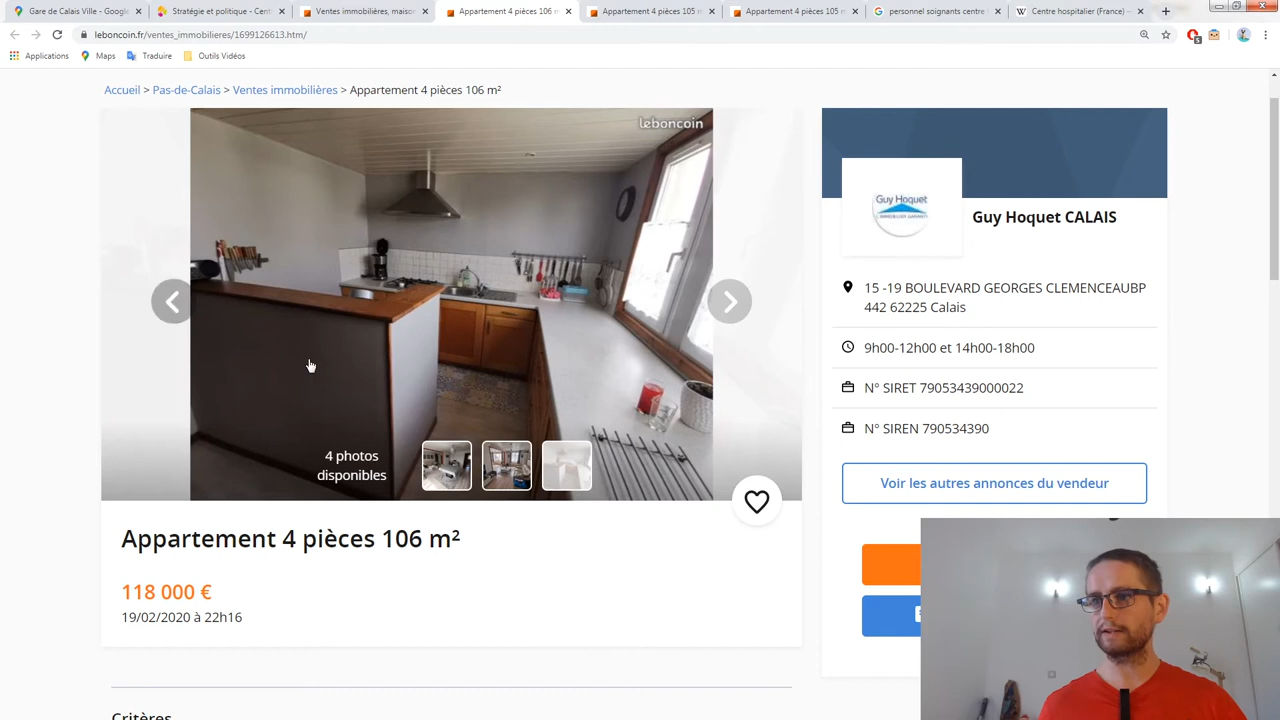 Gare de Calais Ville - Google
Stratégie et politique - Cent
Ventes immobilières, maison
Appartement 4 pièces 106 m²
Appartement 4 pièces 105 m
Appartement 4 pièces 105 m
personnel soignants centre
Centre hospitalier (France) —
leboncoin.fr/ventes_immobilieres/1699126613.htm/
Applications
Maps
Traduire
Outils Vidéos
Accueil > Pas-de-Calais > Ventes immobilières > Appartement 4 pièces 106 m²
leboncoin
4 photos
disponibles
Appartement 4 pièces 106 m²
118 000 €
19/02/2020 à 22h16
Critères
Guy Hoquet
Guy Hoquet CALAIS
15 -19 BOULEVARD GEORGES CLEMENCEAUBP
442 62225 Calais
9h00-12h00 et 14h00-18h00
N° SIRET 79053439000022
N° SIREN 790534390
Voir les autres annonces du vendeur